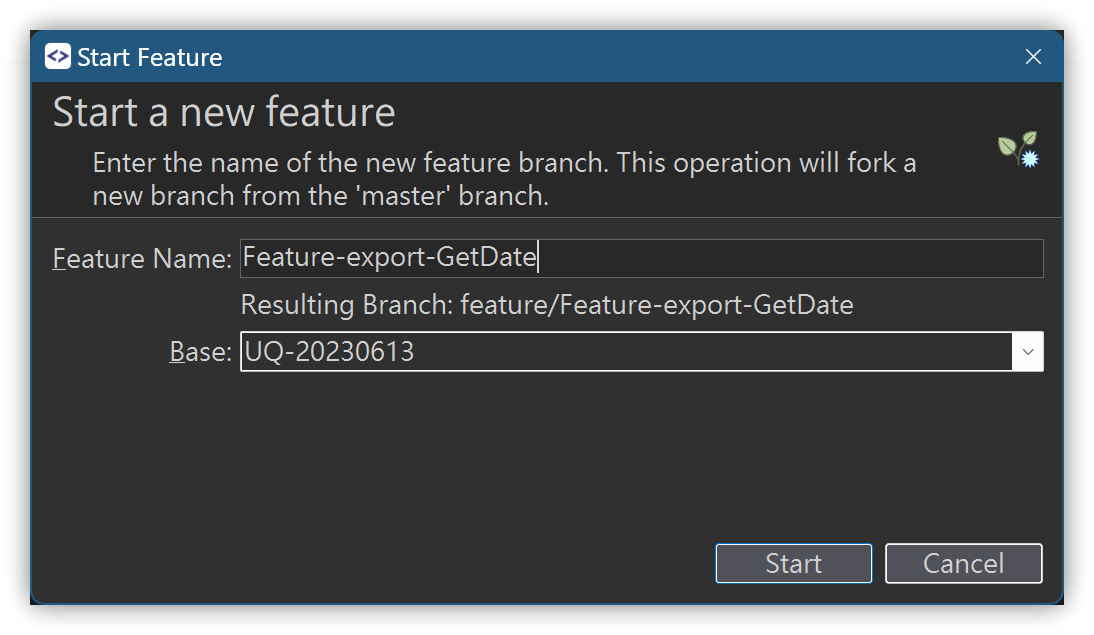 Start Feature
Start a new feature
Enter the name of the new feature branch. This operation will fork a
new branch from the 'master' branch.
Feature Name: Feature-export-GetDate
Resulting Branch: feature/Feature-export-GetDate
Base: UQ-20230613
Start Cancel